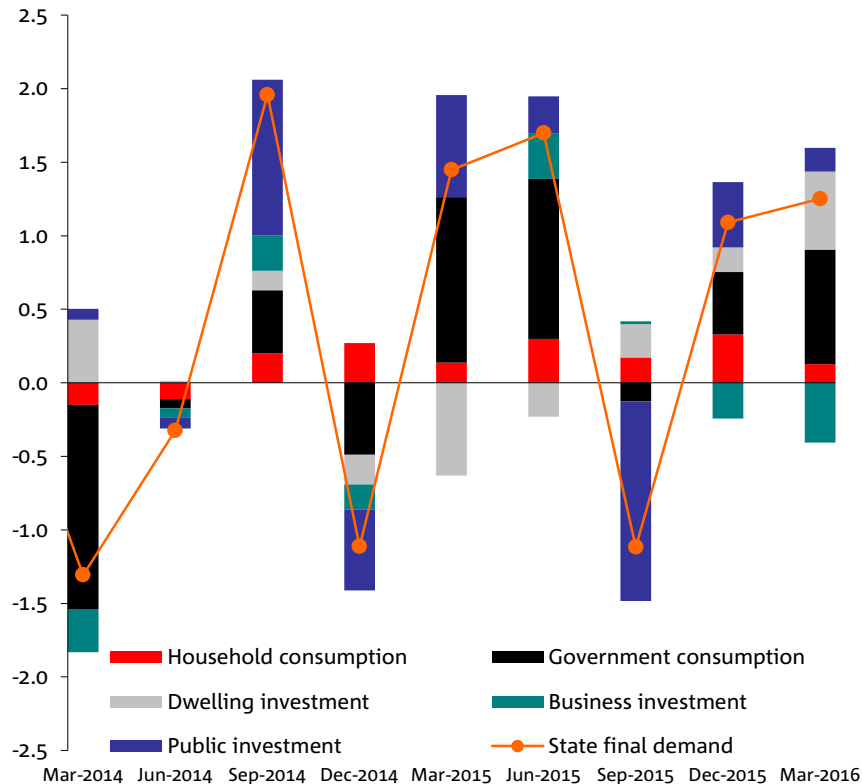 2.5
2.0
1.5
1.0
0.5
0.0
-0.5
-1.0
-1.5
Household consumption Government consumption
-2.0
Dwelling investment Business investment
Public investment State final demand
-2.5
Mar-2014 Jun-2014 Sep-2014 Dec-2014 Mar-2015 Jun-2015 Sep-2015 Dec-2015 Mar-2016